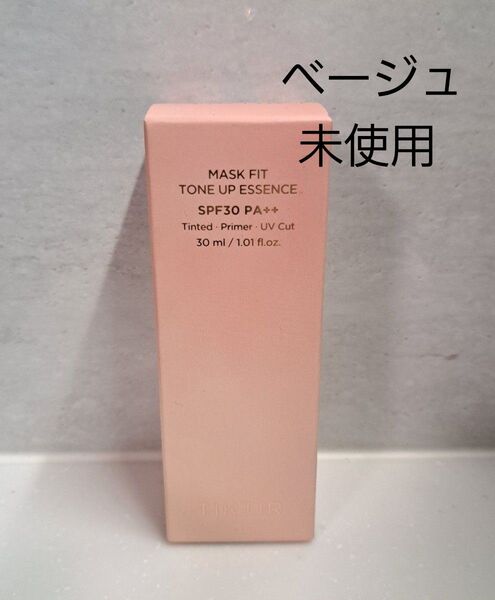 ベージュ
未使用
MASK FIT
TONE UP ESSENCE
SPF30 PA++
Tinted · Primer · UV Cut
30 ml / 1.01 fl.oz.
TIRTIR